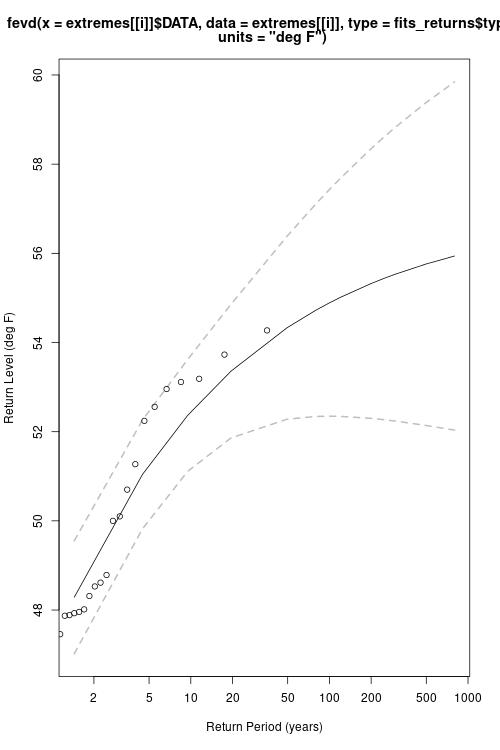 fevd(x = extremes[[i]]$DATA, data = extremes[[i]], type = fits_returns$typ
units = "deg F")
60
58
56
54
52
50
48
Return Level (deg F)
2 5 10 20 50 100 200 500 1000
Return Period (years)